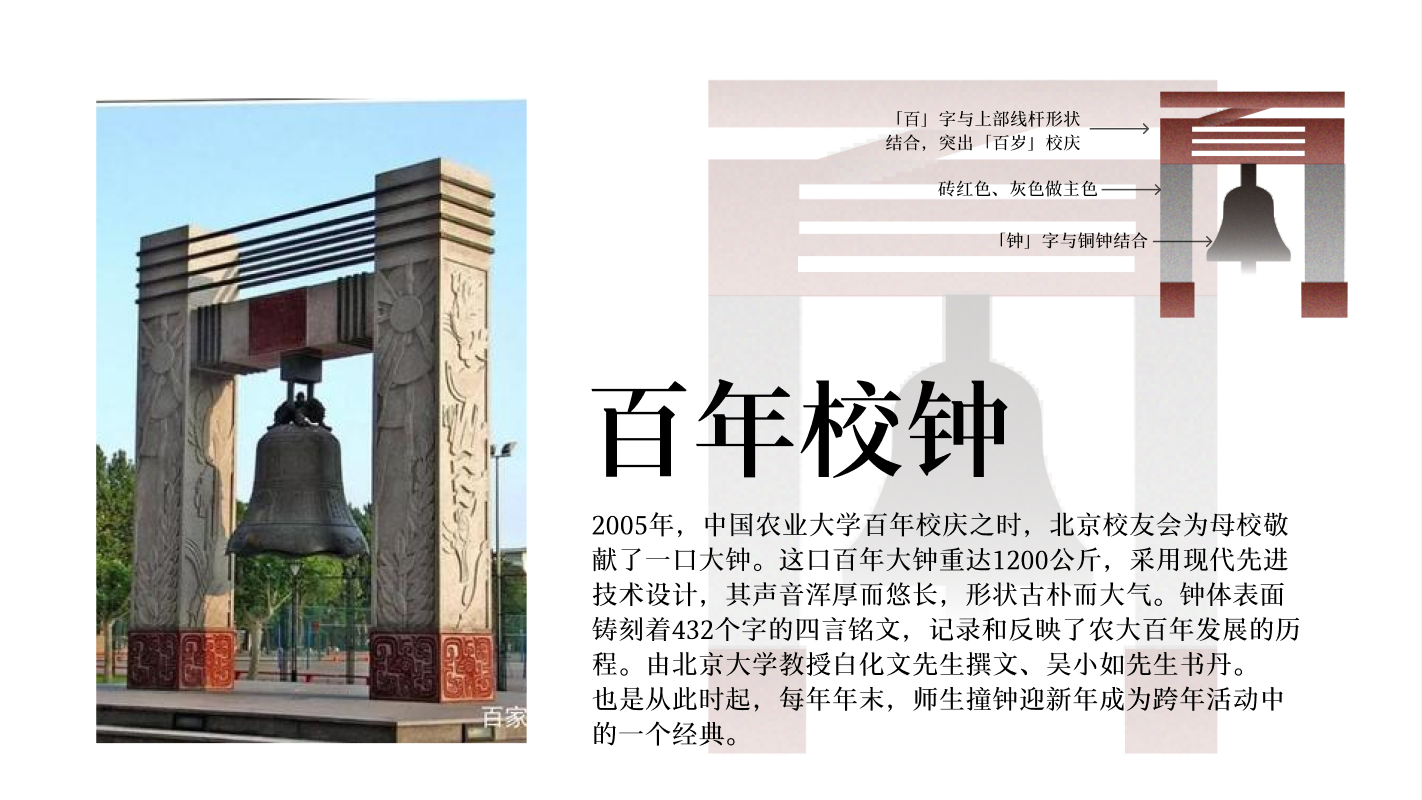 「百」字与上部线杆形状
结合，突出「百岁」校庆
砖红色、灰色做主色
「钟」字与铜钟结合
百年校钟
2005年，中国农业大学百年校庆之时，北京校友会为母校敬
献了一口大钟。这口百年大钟重达1200公斤，采用现代先进
技术设计，其声音浑厚而悠长，形状古朴而大气。钟体表面
铸刻着432个字的四言铭文，记录和反映了农大百年发展的历
程。由北京大学教授白化文先生撰文、吴小如先生书丹。
也是从此时起，每年年末，师生撞钟迎新年成为跨年活动中
的一个经典。
百家